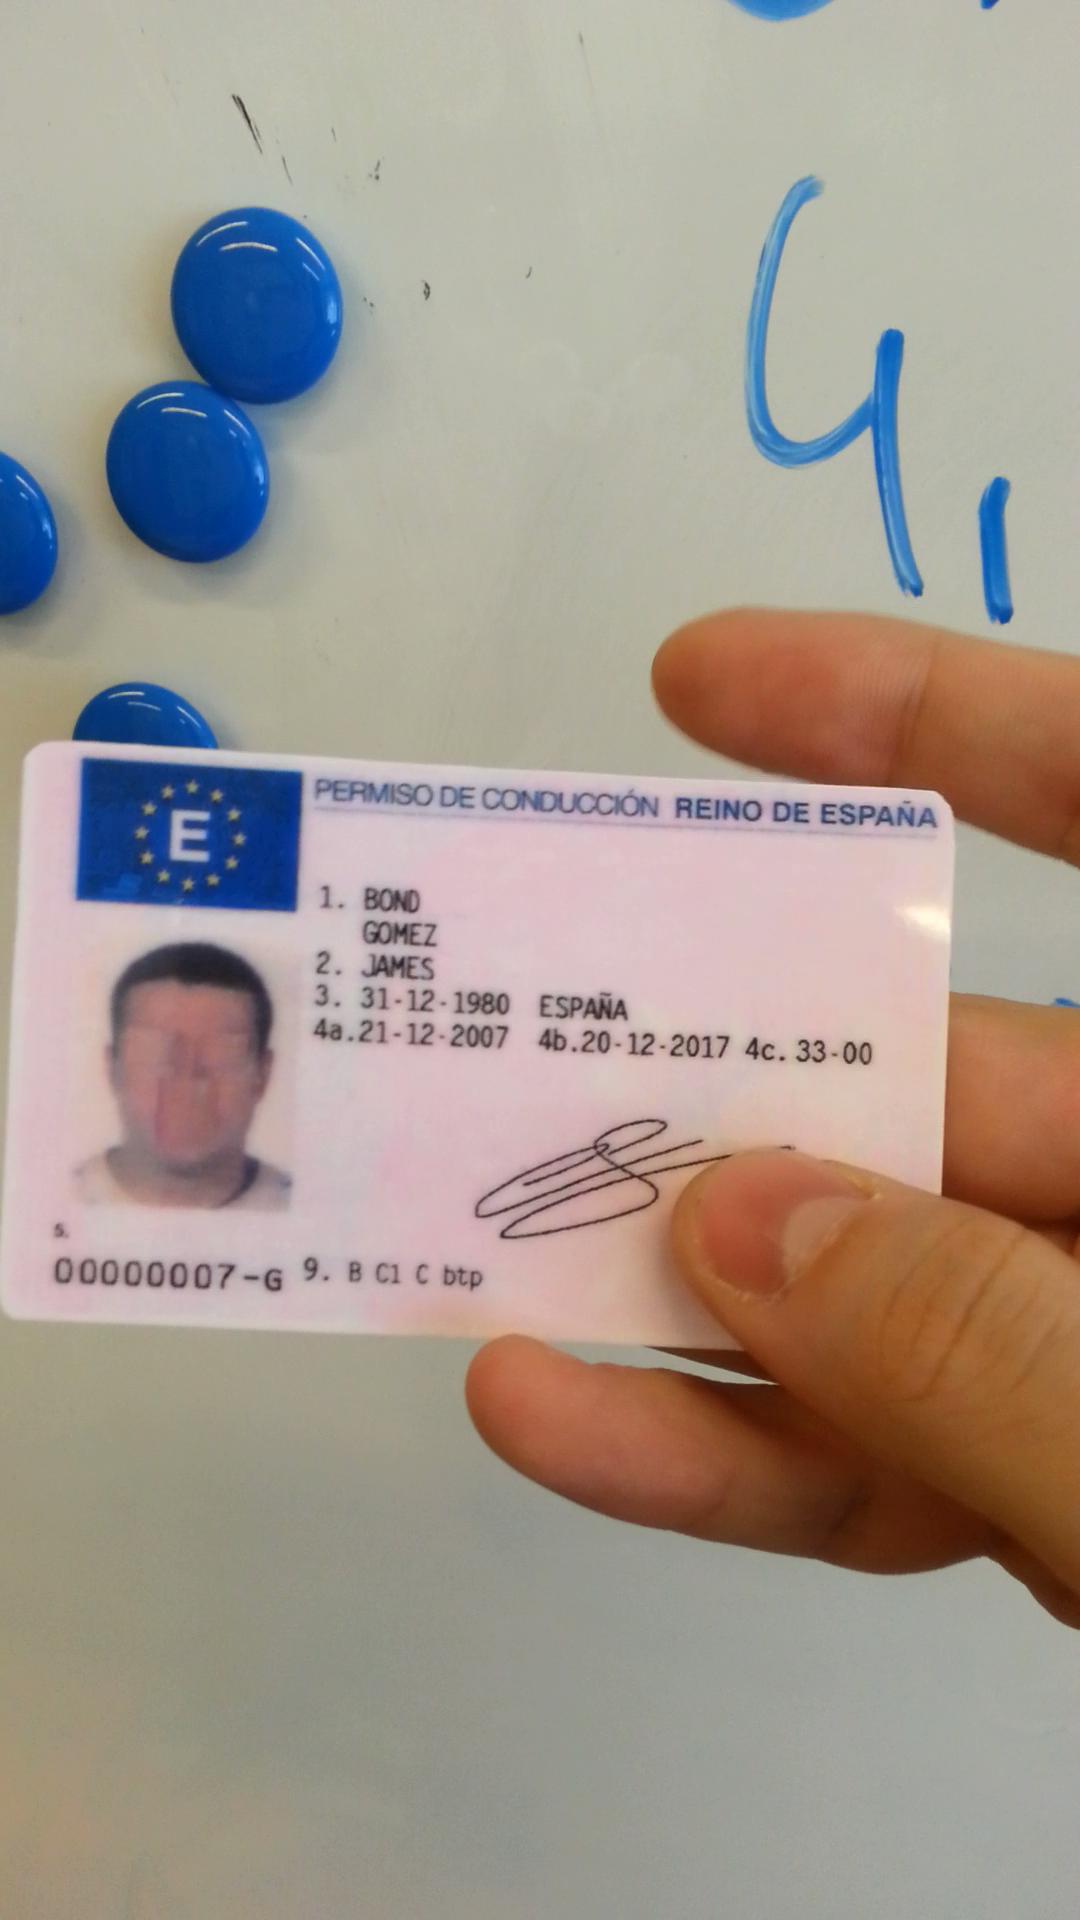 4,
E
PERMISO DE CONDUCCIÓN REINO DE ESPAÑA
1. BOND
GOMEZ
2. JAMES
3. 31-12-1980 ESPAÑA
4a.21-12-2007 4b.20-12-2017 4c. 33-00
5.
00000007-G 9. B C1 C btp